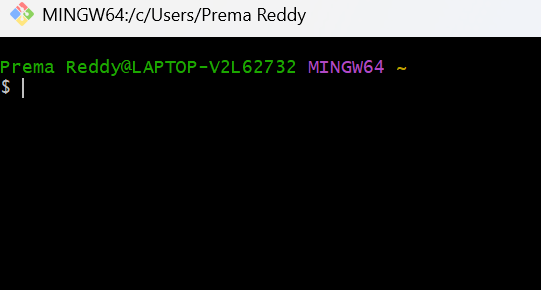 MINGW64:/c/Users/Prema Reddy
Prema Reddy@LAPTOP-V2L62732 MINGW64 ~
$